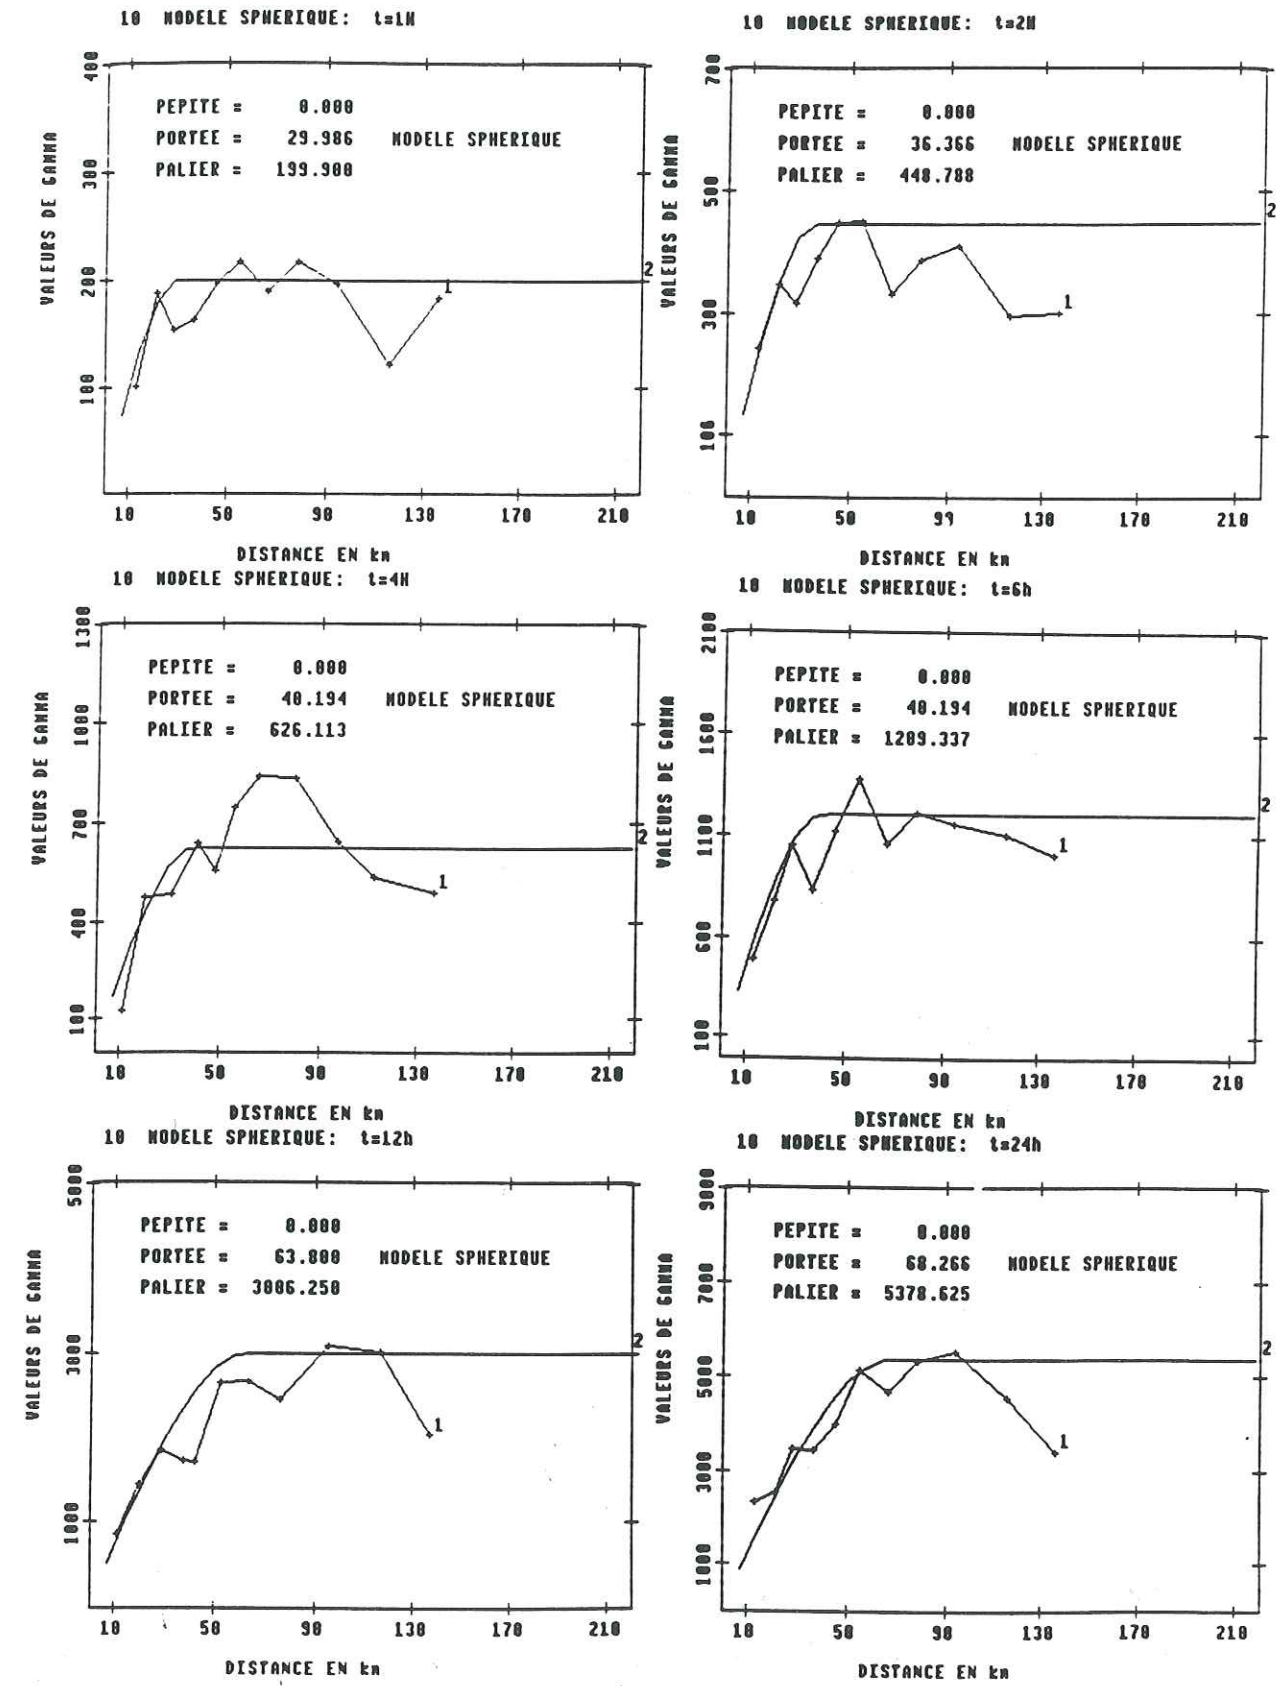 10 MODELE SPHERIQUE: t=1H
400
300
200
100
VALEURS DE GAMMA
PEPITE = 0.000
PORTEE = 29.986 MODELE SPHERIQUE
PALIER = 199.900
1
2
10 50 90 130 170 210
DISTANCE EN km
10 MODELE SPHERIQUE: t=2H
700
500
300
100
VALEURS DE GAMMA
PEPITE = 0.000
PORTEE = 36.366 MODELE SPHERIQUE
PALIER = 448.788
1
2
10 50 90 130 170 210
DISTANCE EN km
10 MODELE SPHERIQUE: t=4H
1300
1000
700
400
100
VALEURS DE GAMMA
PEPITE = 0.000
PORTEE = 40.194 MODELE SPHERIQUE
PALIER = 626.113
1
2
10 50 90 130 170 210
DISTANCE EN km
10 MODELE SPHERIQUE: t=6h
2100
1600
1100
600
100
VALEURS DE GAMMA
PEPITE = 0.000
PORTEE = 40.194 MODELE SPHERIQUE
PALIER = 1209.337
1
2
10 50 90 130 170 210
DISTANCE EN km
10 MODELE SPHERIQUE: t=12h
5000
3000
1000
VALEURS DE GAMMA
PEPITE = 0.000
PORTEE = 63.800 MODELE SPHERIQUE
PALIER = 3006.250
1
2
10 50 90 130 170 210
DISTANCE EN km
10 MODELE SPHERIQUE: t=24h
9000
7000
5000
3000
1000
VALEURS DE GAMMA
PEPITE = 0.000
PORTEE = 68.266 MODELE SPHERIQUE
PALIER = 5378.625
1
2
10 50 90 130 170 210
DISTANCE EN km